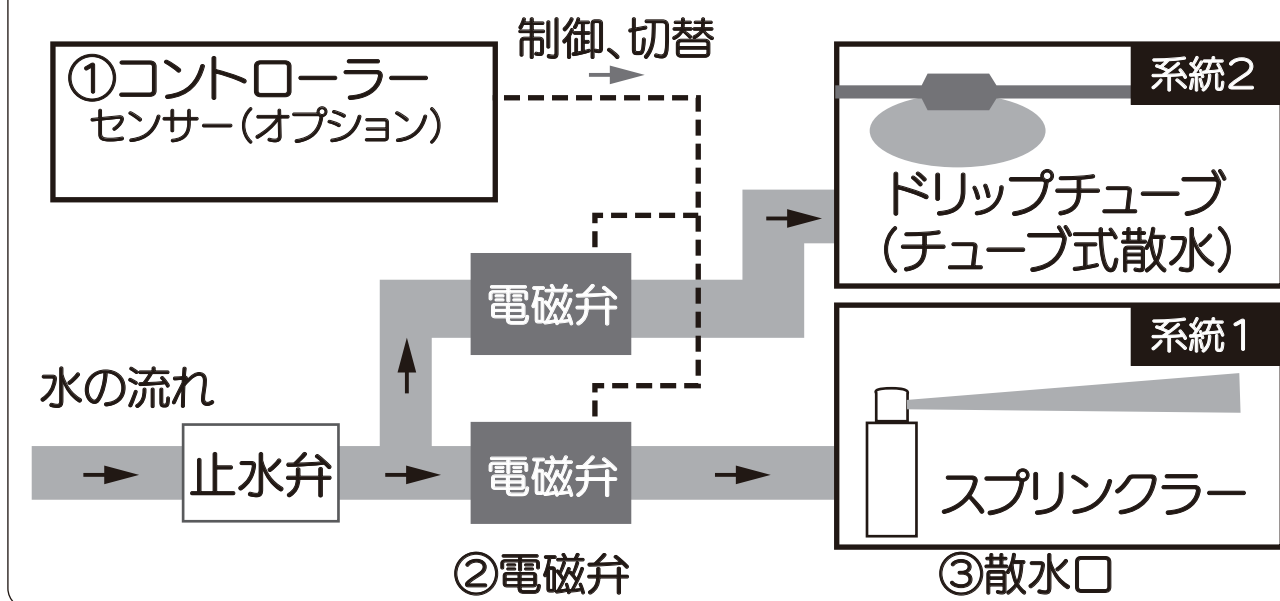 制御、切替
①コントローラー
センサー(オプション)
系統2
ドリップチューブ
(チューブ式散水)
電磁弁
系統1
水の流れ
止水弁
電磁弁
スプリンクラー
②電磁弁
③散水口